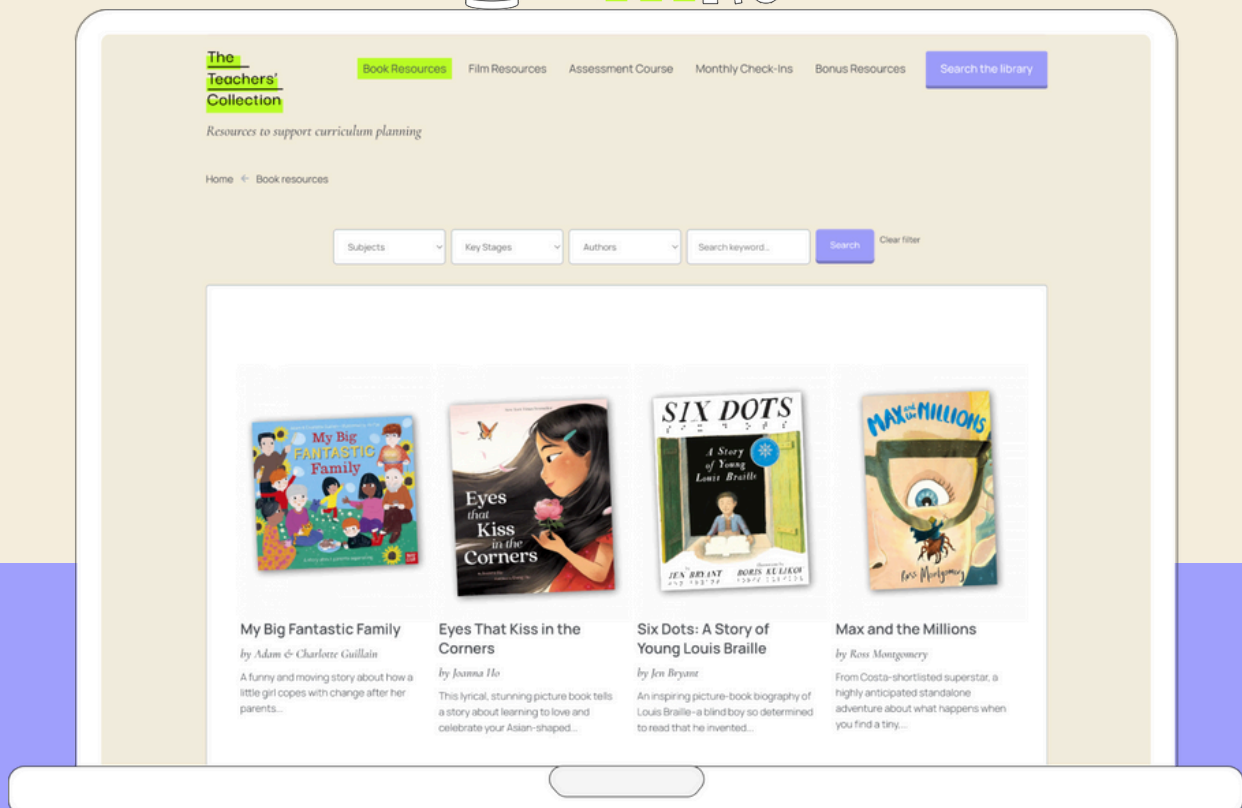 The
Teachers'
Collection
Book Resources
Film Resources
Assessment Course
Monthly Check-Ins
Bonus Resources
Search the library
Resources to support curriculum planning
Home ← Book resources
Subjects
Key Stages
Authors
Search keyword...
Search
Clear filter
My Big
FANTASTIC
Family
Eyes
that
Kiss
in the
Corners
SIX DOTS
A Story
of Young
Louis Braille
by
JEN BRYANT
BORIS KULIKOV
MAX and the MILLIONS
Ross Montgomery
My Big Fantastic Family
by Adam & Charlotte Guillain
A funny and moving story about how a
little girl copes with change after her
parents...
Eyes That Kiss in the
Corners
by Joanna Ho
This lyrical, stunning picture book tells
a story about learning to love and
celebrate your Asian-shaped...
Six Dots: A Story of
Young Louis Braille
by Jen Bryant
An inspiring picture-book biography of
Louis Braille–a blind boy so determined
to read that he invented...
Max and the Millions
by Ross Montgomery
From Costa-shortlisted superstar, a
highly anticipated standalone
adventure about what happens when
you find a tiny,...